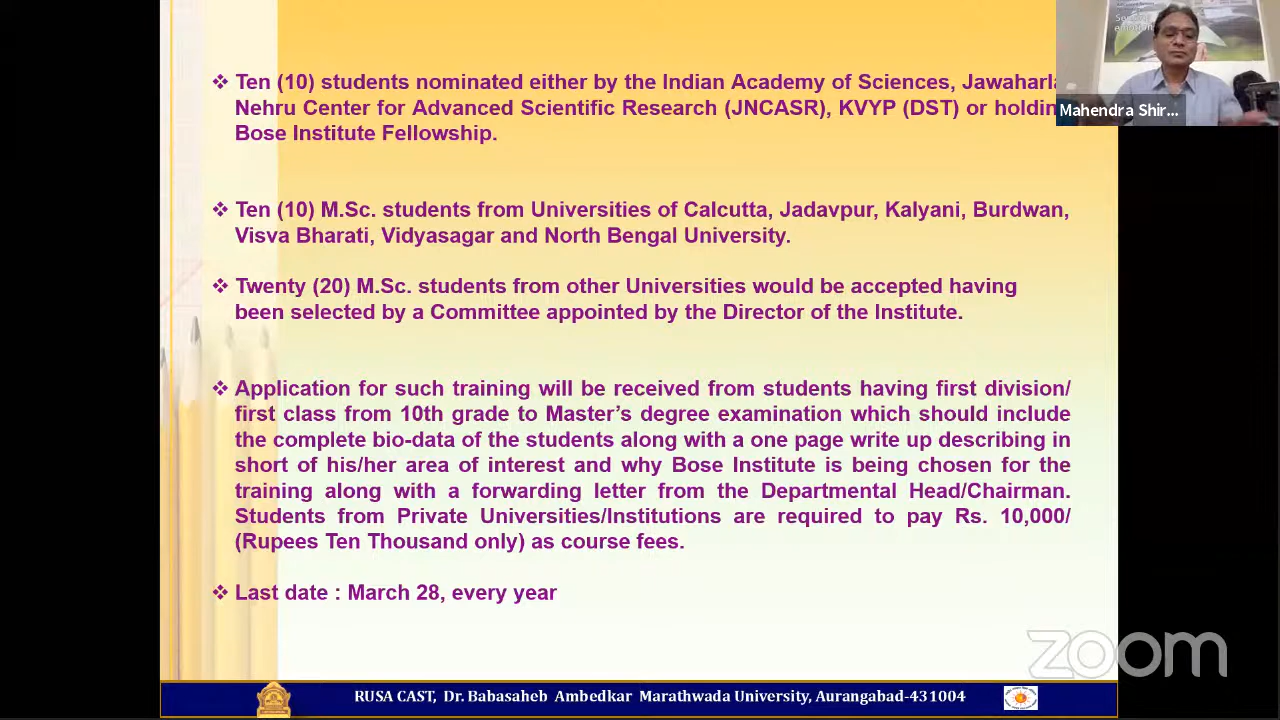 ❖ Ten (10) students nominated either by the Indian Academy of Sciences,
Nehru Center for Advanced Scientific Research (JNCASR), KVYP (DST) or
Bose Institute Fellowship.
❖ Ten (10) M.Sc. students from Universities of Calcutta, Jadavpur, Kalyani, Burdwan,
Visva Bharati, Vidyasagar and North Bengal University.
❖ Twenty (20) M.Sc. students from other Universities would be accepted having
been selected by a Committee appointed by the Director of the Institute.
❖ Application for such training will be received from students having first division/
first class from 10th grade to Master's degree examination which should include
the complete bio-data of the students along with a one page write up describing in
short of his/her area of interest and why Bose Institute is being chosen for the
training along with a forwarding letter from the Departmental Head/Chairman.
Students from Private Universities/Institutions are required to pay Rs. 10,000/
(Rupees Ten Thousand only) as course fees.
❖ Last date : March 28, every year
Mahendra Shir...
zoom
RUSA CAST, Dr. Babasaheb Ambedkar Marathwada University, Aurangabad-431004